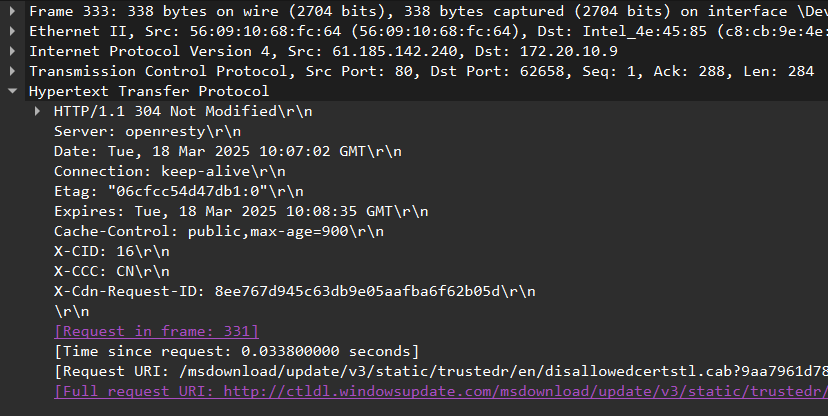 Frame 333: 338 bytes on wire (2704 bits), 338 bytes captured (2704 bits) on interface \Dev
Ethernet II, Src: 56:09:10:68:fc:64 (56:09:10:68:fc:64), Dst: Intel_4e:45:85 (c8:cb:9e:4e:
Internet Protocol Version 4, Src: 61.185.142.240, Dst: 172.20.10.9
Transmission Control Protocol, Src Port: 80, Dst Port: 62658, Seq: 1, Ack: 288, Len: 284
Hypertext Transfer Protocol
HTTP/1.1 304 Not Modified\r\n
Server: openresty\r\n
Date: Tue, 18 Mar 2025 10:07:02 GMT\r\n
Connection: keep-alive\r\n
Etag: "06cfcc54d47db1:0"\r\n
Expires: Tue, 18 Mar 2025 10:08:35 GMT\r\n
Cache-Control: public,max-age=900\r\n
X-CID: 16\r\n
X-CCC: CN\r\n
X-Cdn-Request-ID: 8ee767d945c63db9e05aafba6f62b05d\r\n
\r\n
[Request in frame: 331]
[Time since request: 0.033800000 seconds]
[Request URI: /msdownload/update/v3/static/trustedr/en/disallowedcertstl.cab?9aa7961d78
[Full request URI: http://ctldl.windowsupdate.com/msdownload/update/v3/static/trustedr/